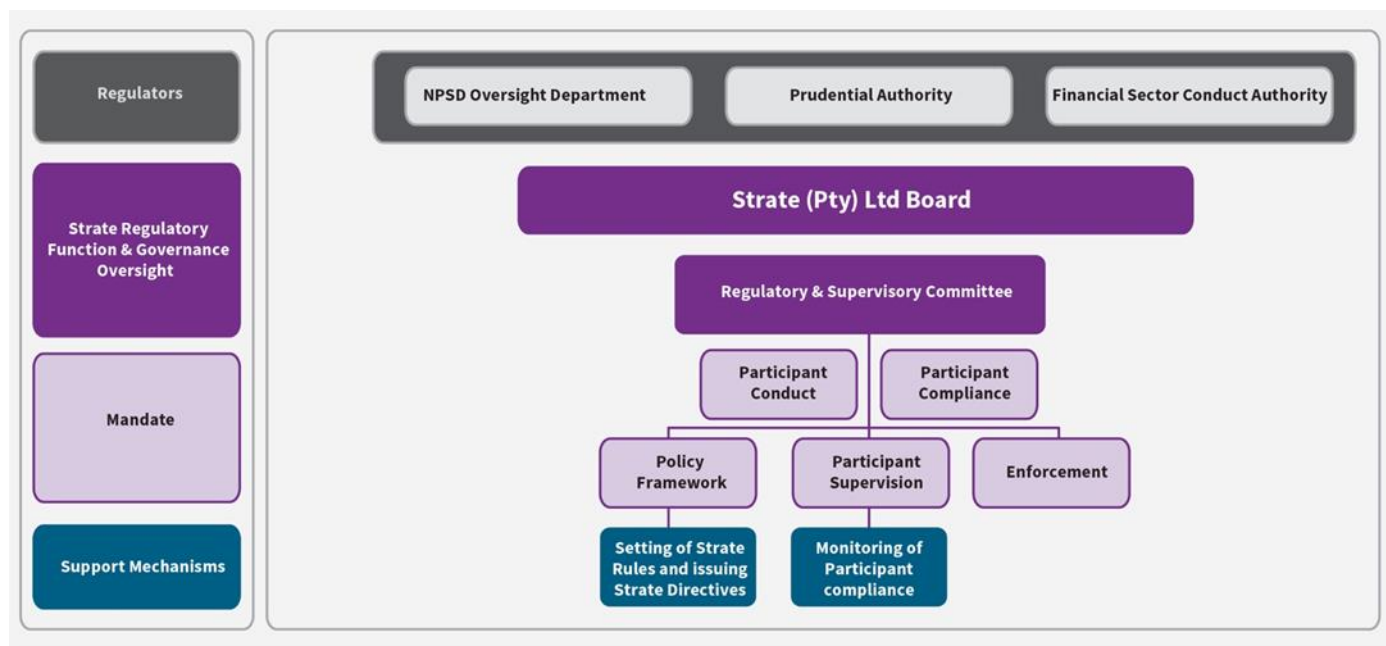 Regulators
Strate Regulatory
Function & Governance
Oversight
Mandate
Support Mechanisms
NPSD Oversight Department
Prudential Authority
Financial Sector Conduct Authority
Strate (Pty) Ltd Board
Regulatory & Supervisory Committee
Participant
Conduct
Participant
Compliance
Policy
Framework
Participant
Supervision
Enforcement
Setting of Strate
Rules and issuing
Strate Directives
Monitoring of
Participant
compliance